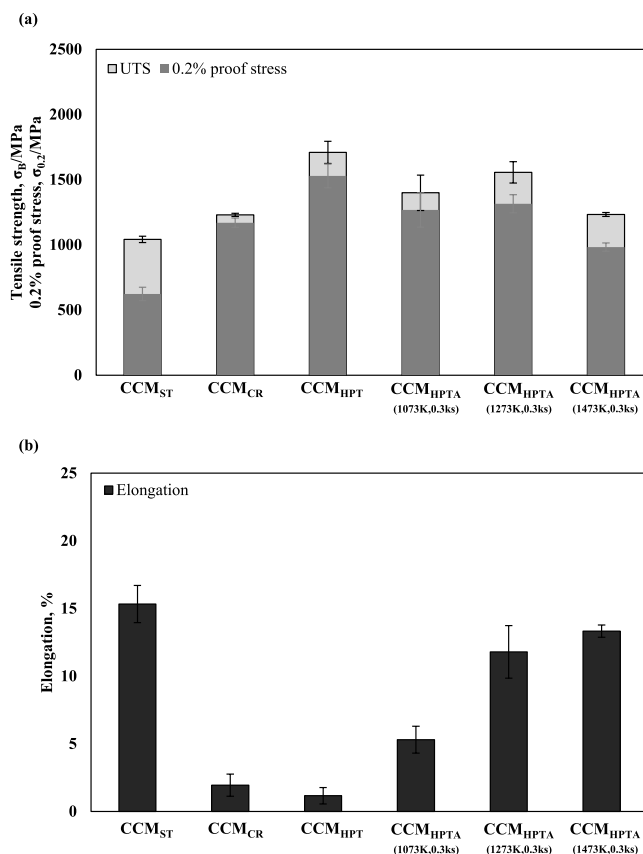 (a)
2500
2000
1500
1000
500
0
Tensile strength, σB/MPa
0.2% proof stress, σ0.2/MPa
UTS 0.2% proof stress
CCMST CCMCR CCMHPT CCMHPTA CCMHPTA CCMHPTA
(1073K,0.3ks) (1273K,0.3ks) (1473K,0.3ks)
(b)
25
20
15
10
5
0
Elongation, %
Elongation
CCMST CCMCR CCMHPT CCMHPTA CCMHPTA CCMHPTA
(1073K,0.3ks) (1273K,0.3ks) (1473K,0.3ks)